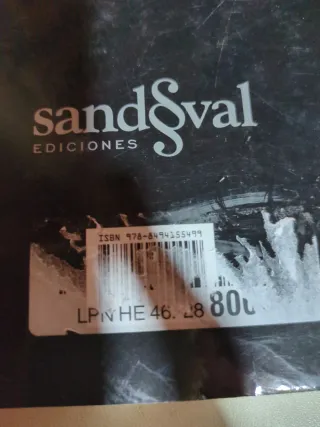 sand§val
EDICIONES
ISBN 978-8494155499
LPN HE 46. 28 800